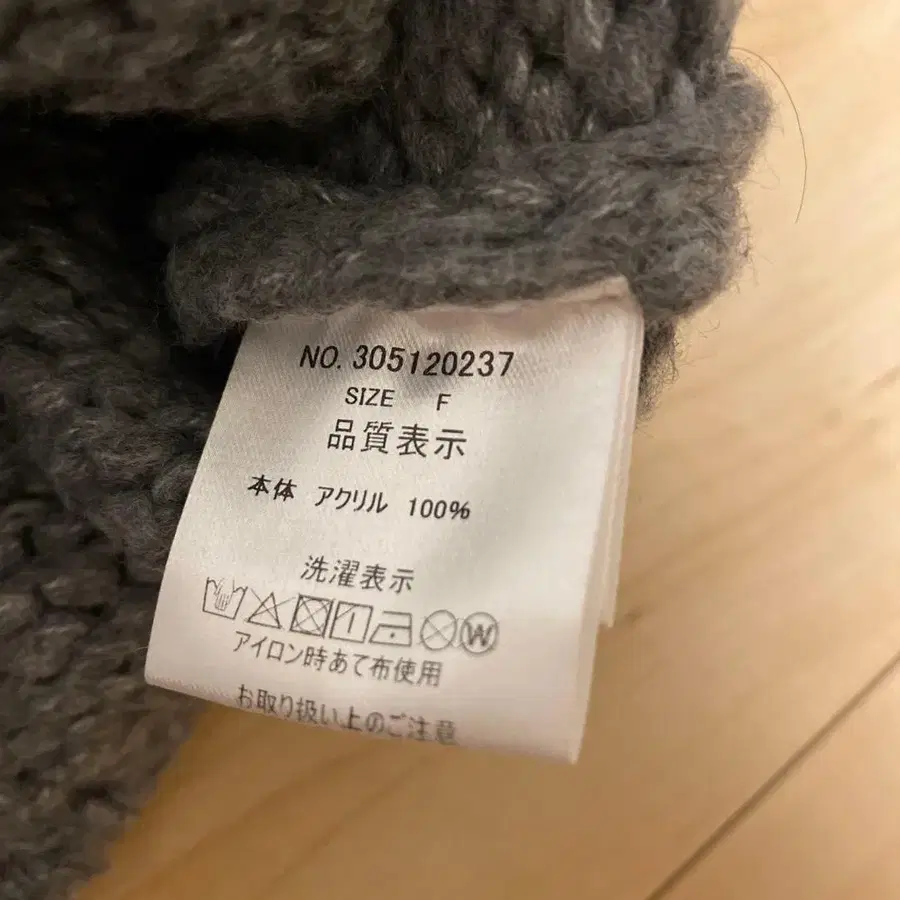 NO. 305120237
SIZE F
品質表示
本体 アクリル 100%
洗濯表示
W
アイロン時あて布使用
お取り扱い上のご注意